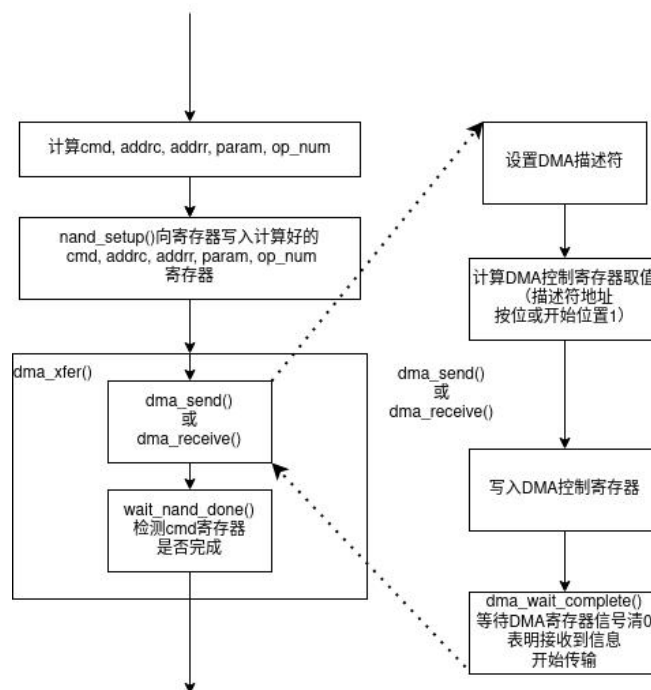 计算cmd, addrc, addrr, param, op_num
nand_setup()向寄存器写入计算好的
cmd, addrc, addrr, param, op_num
寄存器
dma_xfer()
dma_send()
或
dma_receive()
wait_nand_done()
检测cmd寄存器
是否完成
dma_send()
或
dma_receive()
设置DMA描述符
计算DMA控制寄存器取值
（描述符地址
按位或开始位置1）
写入DMA控制寄存器
dma_wait_complete()
等待DMA寄存器信号清0
表明接收到信息
开始传输